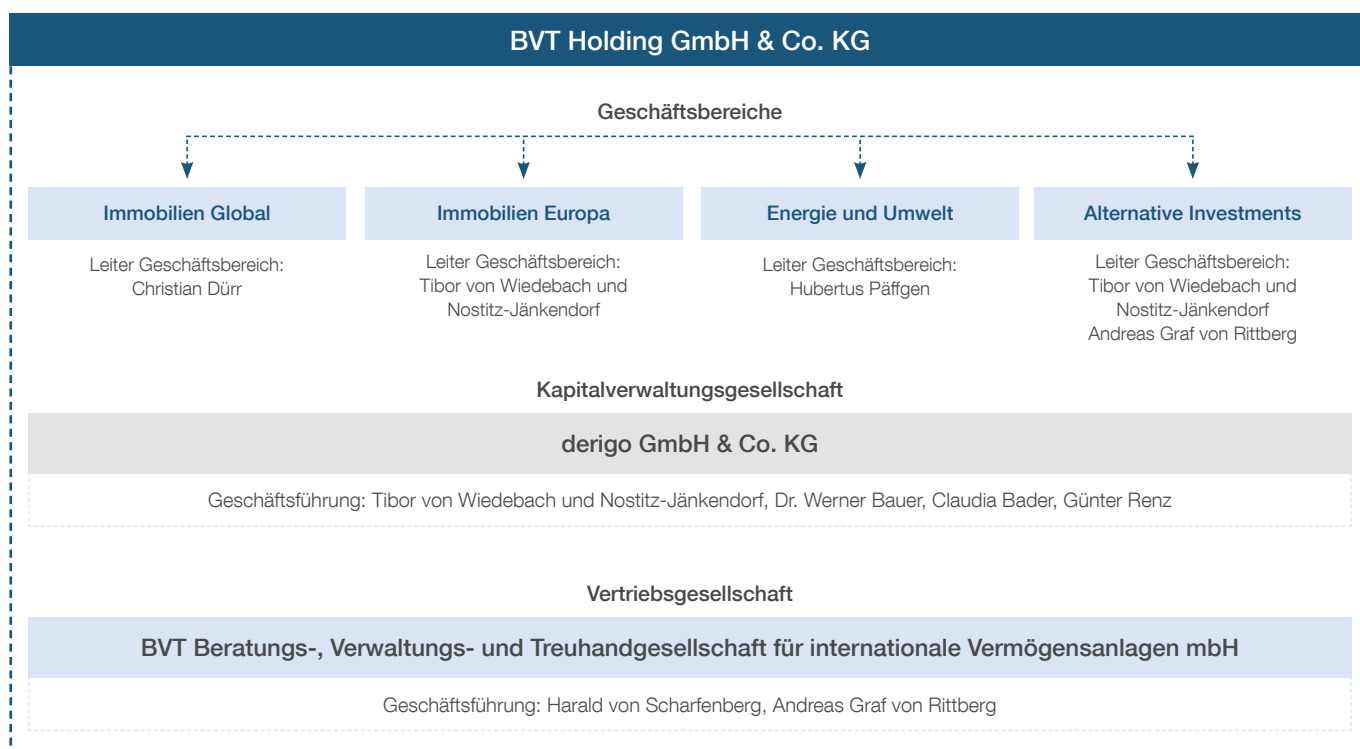 BVT Holding GmbH & Co. KG
Geschäftsbereiche
Immobilien Global
Leiter Geschäftsbereich:
Christian Dürr
Immobilien Europa
Leiter Geschäftsbereich:
Tibor von Wiedebach und
Nostitz-Jänkendorf
Energie und Umwelt
Leiter Geschäftsbereich:
Hubertus Päffgen
Alternative Investments
Leiter Geschäftsbereich:
Tibor von Wiedebach und
Nostitz-Jänkendorf
Andreas Graf von Rittberg
Kapitalverwaltungsgesellschaft
derigo GmbH & Co. KG
Geschäftsführung: Tibor von Wiedebach und Nostitz-Jänkendorf, Dr. Werner Bauer, Claudia Bader, Günter Renz
Vertriebsgesellschaft
BVT Beratungs-, Verwaltungs- und Treuhandgesellschaft für internationale Vermögensanlagen mbH
Geschäftsführung: Harald von Scharfenberg, Andreas Graf von Rittberg